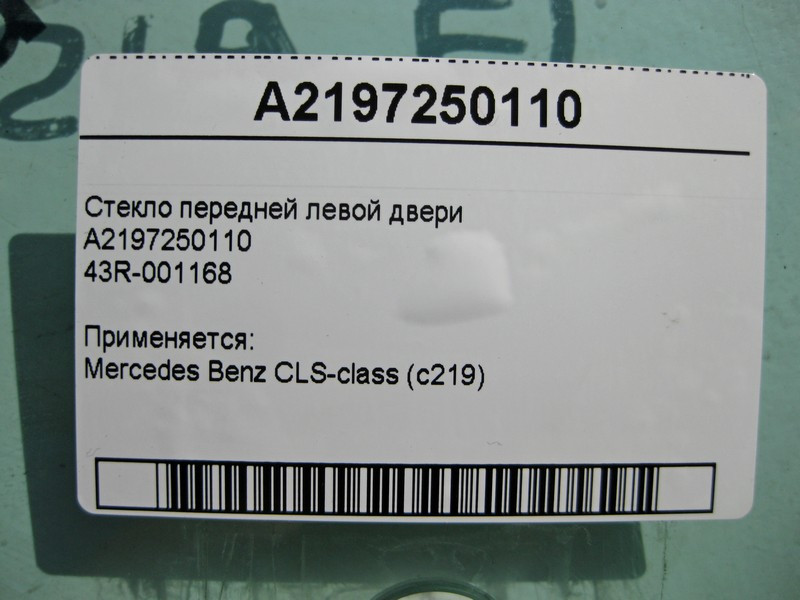 A2197250110
Стекло передней левой двери
A2197250110
43R-001168
Применяется:
Mercedes Benz CLS-class (c219)